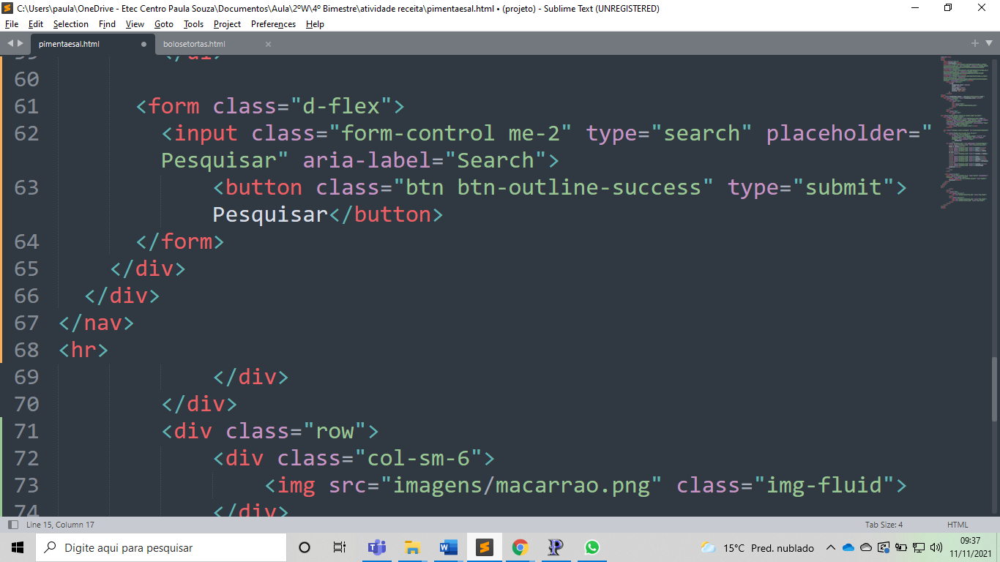 C:\Users\paula\OneDrive - Etec Centro Paula Souza\Documentos\Aula\2ºW\4º Bimestre\atividade receita\pimentaesal.html • (projeto) - Sublime Text (UNREGISTERED)
File Edit Selection Find View Goto Tools Project Preferences Help
pimentaesal.html bolosetortas.html
60
61 <form class="d-flex">
62 <input class="form-control me-2" type="search" placeholder="
Pesquisar" aria-label="Search">
63 <button class="btn btn-outline-success" type="submit">
Pesquisar</button>
64 </form>
65 </div>
66 </div>
67 </nav>
68 <hr>
69 </div>
70 </div>
71 <div class="row">
72 <div class="col-sm-6">
73 <img src="imagens/macarrao.png" class="img-fluid">
74 </div>
Line 15, Column 17 Tab Size: 4 HTML
Digite aqui para pesquisar 15°C Pred. nublado 09:37
11/11/2021